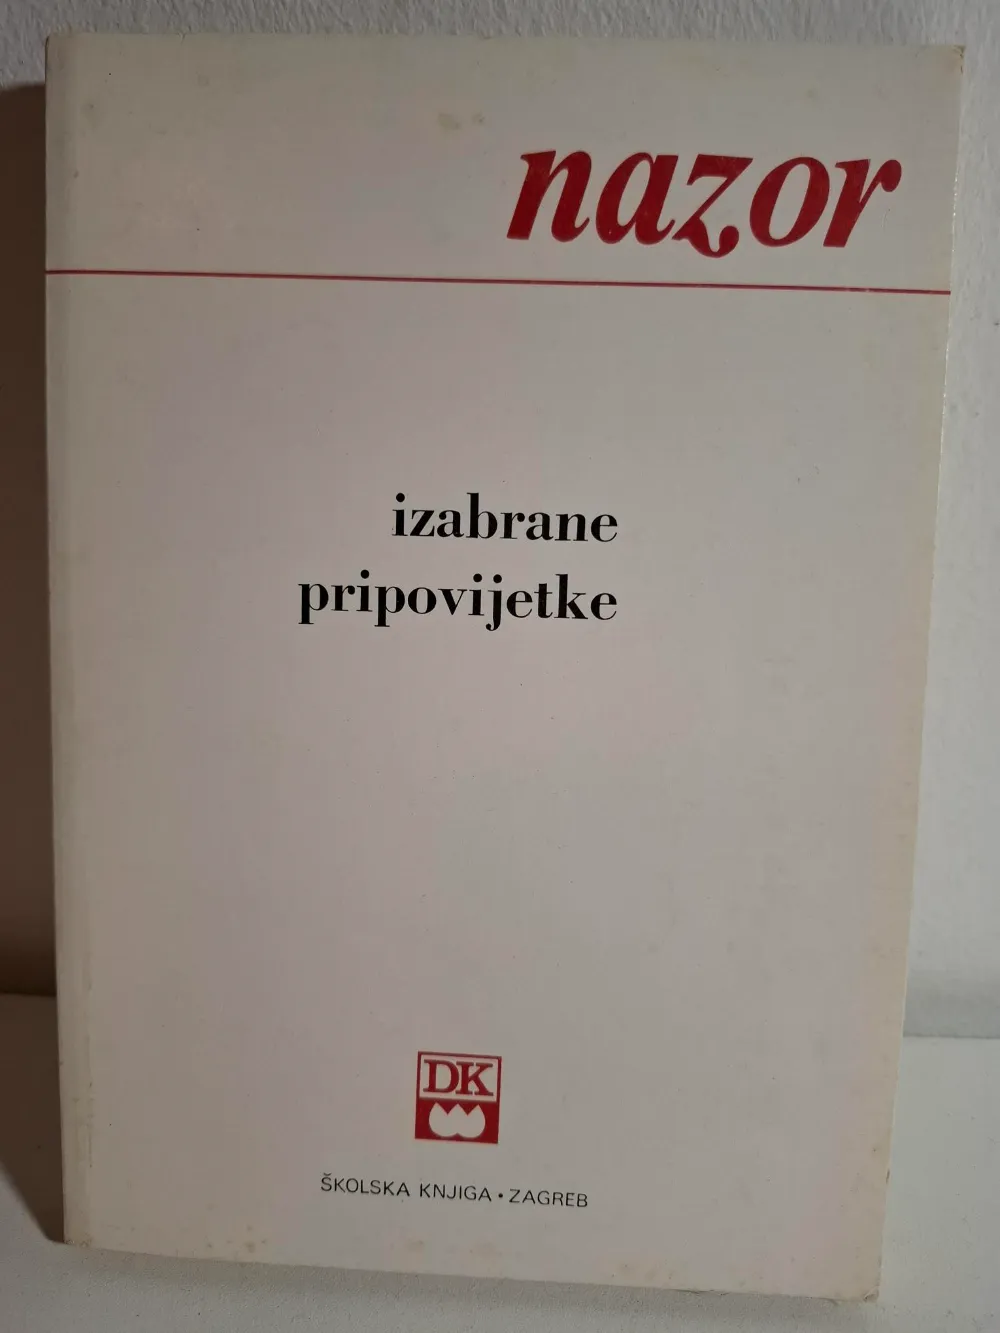 nazor
izabrane
pripovijetke
DK
ŠKOLSKA KNJIGA • ZAGREB